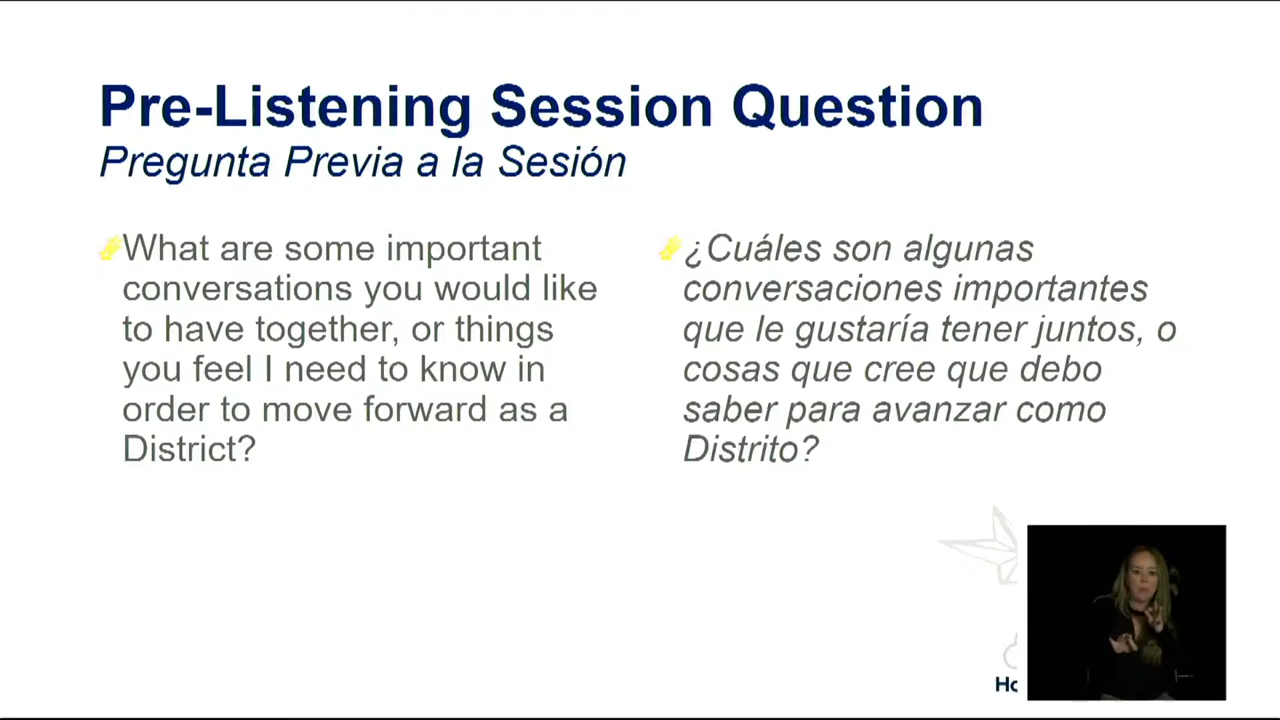 Pre-Listening Session Question
Pregunta Previa a la Sesión
What are some important
conversations you would like
to have together, or things
you feel I need to know in
order to move forward as a
District?
¿Cuáles son algunas
conversaciones importantes
que le gustaría tener juntos, o
cosas que cree que debo
saber para avanzar como
Distrito?